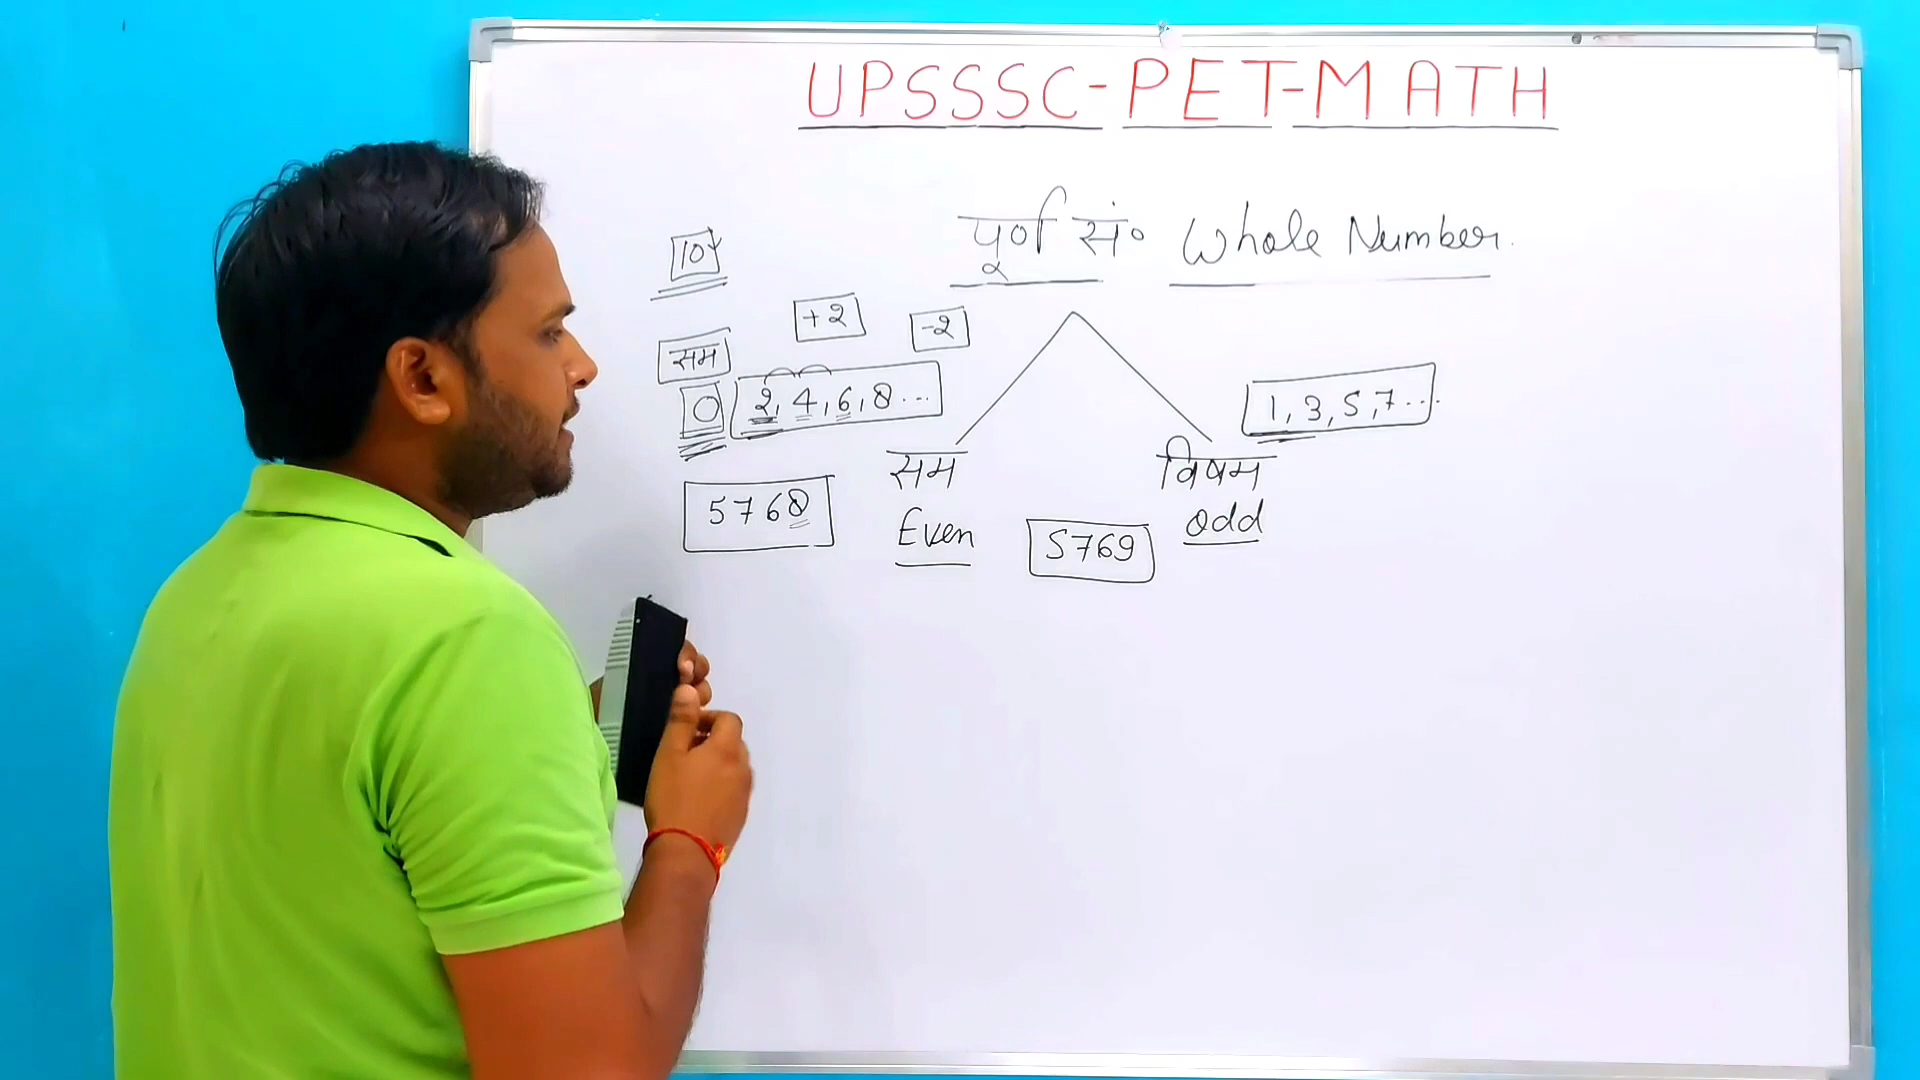 UPSSSC-PET-MATH
पूर्ण सं० Whole Number.
10
+2 -2
सम
0 2, 4, 6, 8... 1, 3, 5, 7...
सम विषम
5768 Even 5769 odd